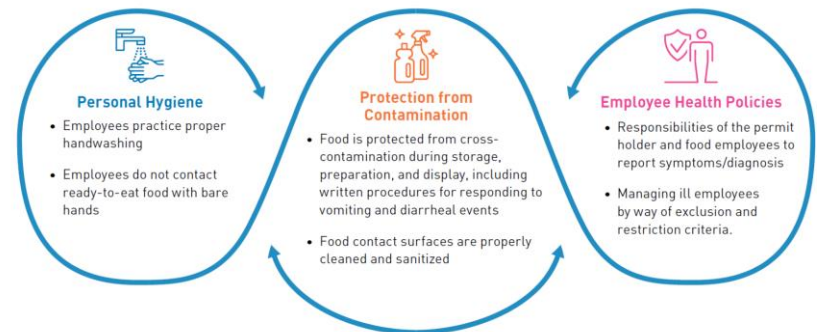 Personal Hygiene
• Employees practice proper
handwashing
• Employees do not contact
ready-to-eat food with bare
hands
Protection from
Contamination
• Food is protected from cross-
contamination during storage,
preparation, and display, including
written procedures for responding to
vomiting and diarrheal events
• Food contact surfaces are properly
cleaned and sanitized
Employee Health Policies
• Responsibilities of the permit
holder and food employees to
report symptoms/diagnosis
• Managing ill employees
by way of exclusion and
restriction criteria.